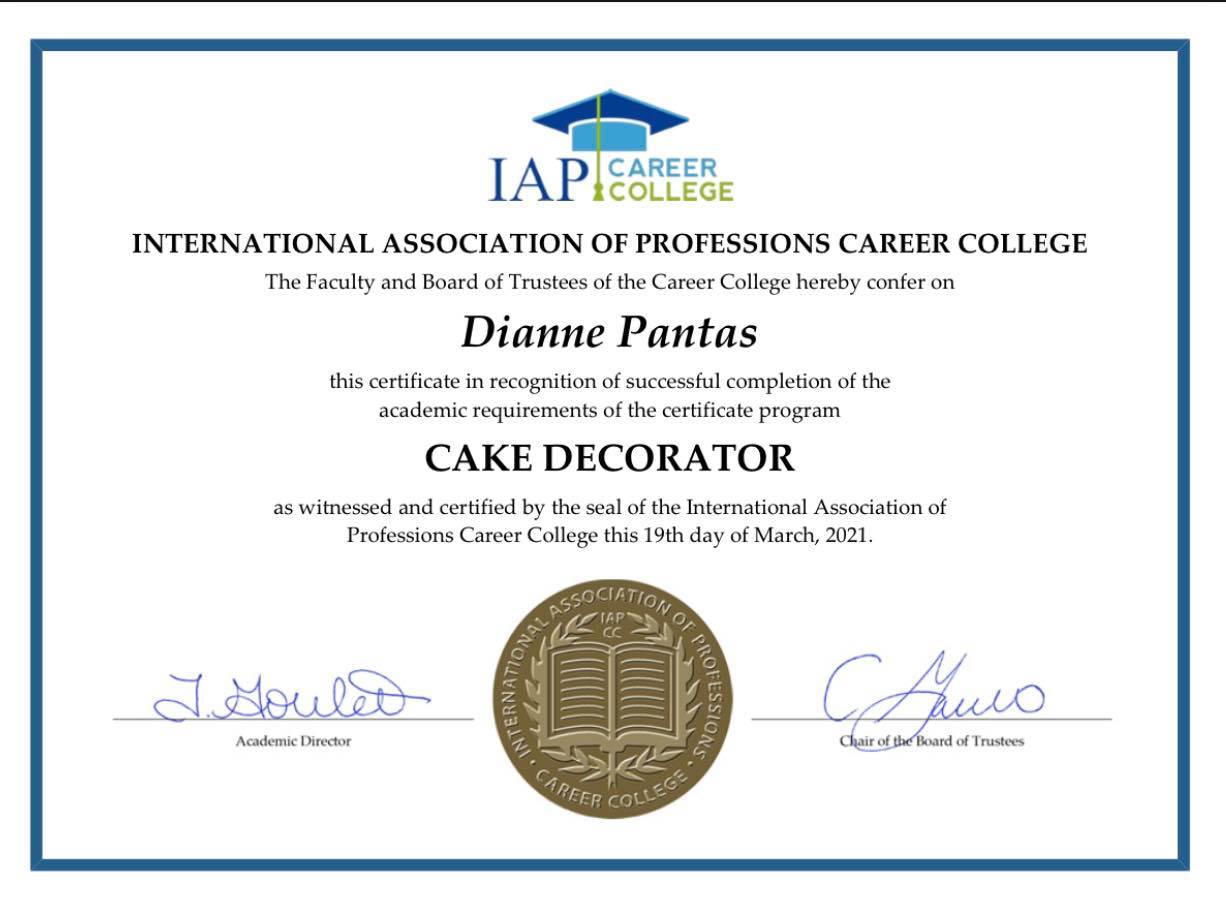 IAP CAREER COLLEGE
INTERNATIONAL ASSOCIATION OF PROFESSIONS CAREER COLLEGE
The Faculty and Board of Trustees of the Career College hereby confer on
Dianne Pantas
this certificate in recognition of successful completion of the
academic requirements of the certificate program
CAKE DECORATOR
as witnessed and certified by the seal of the International Association of
Professions Career College this 19th day of March, 2021.
INTERNATIONAL ASSOCIATION OF PROFESSIONS
IAP
CC
• CAREER COLLEGE •
T. Goulet
Academic Director
Chair of the Board of Trustees